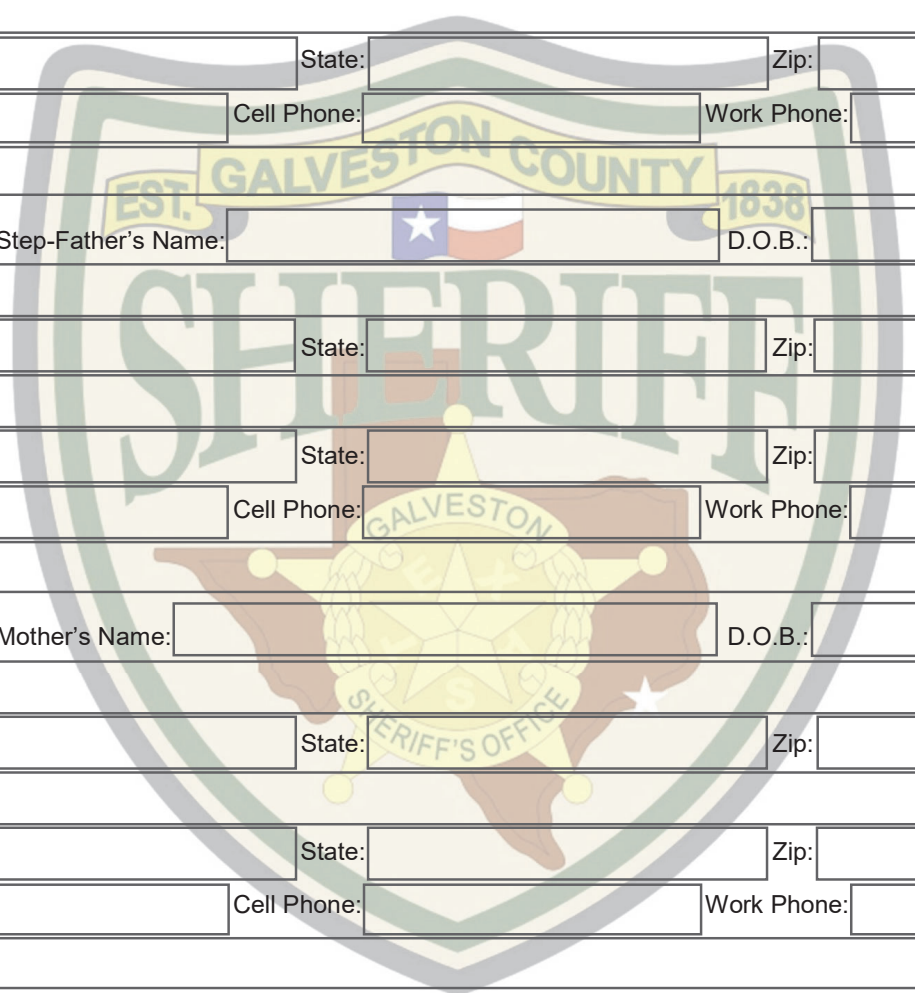 State: Zip:
Cell Phone: Work Phone:
EST. GALVESTON COUNTY 1838
Step-Father’s Name: D.O.B.:
SHERIFF
State: Zip:
State: Zip:
GALVESTON
Cell Phone: Work Phone:
TEXAS
Mother’s Name: D.O.B.:
SHERIFF'S OFFICE
State: Zip:
State: Zip:
Cell Phone: Work Phone: